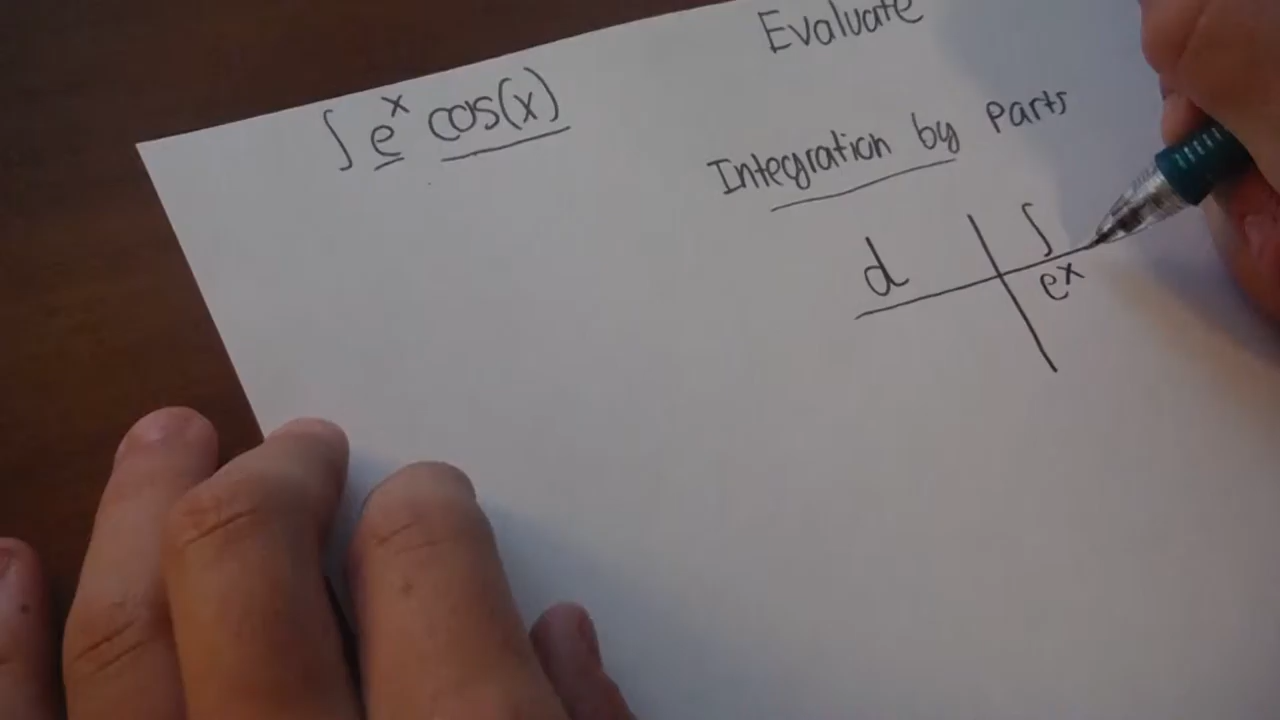 Evaluate
∫ e^x cos(x)
Integration by parts
d | ∫
e^x